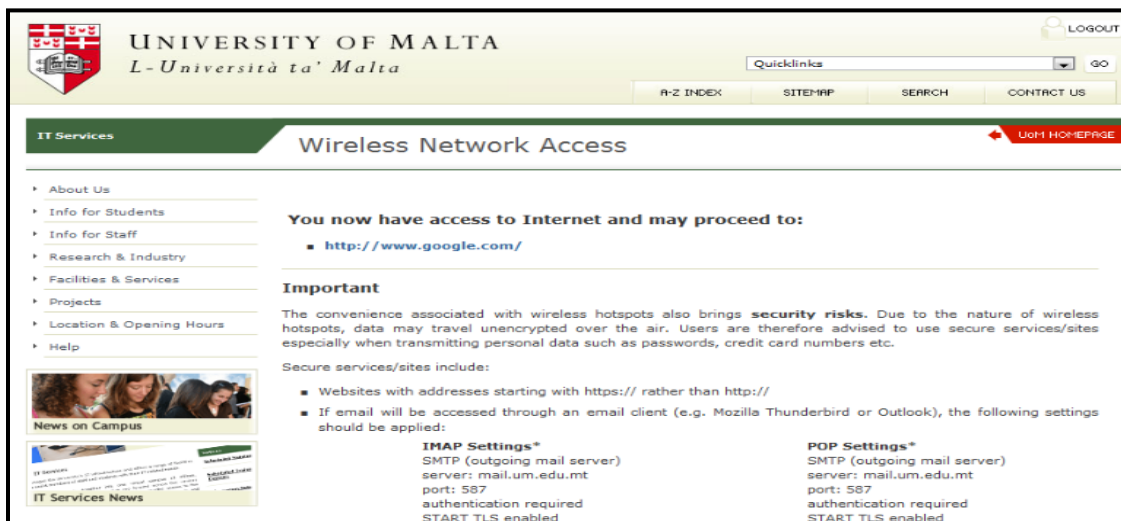 LOGOUT
UNIVERSITY OF MALTA
L-Università ta' Malta
Quicklinks
GO
A-Z INDEX
SITEMAP
SEARCH
CONTACT US
IT Services
Wireless Network Access
UOM HOMEPAGE
About Us
Info for Students
Info for Staff
Research & Industry
Facilities & Services
Projects
Location & Opening Hours
Help
News on Campus
IT Services
IT Services News
You now have access to Internet and may proceed to:
http://www.google.com/
Important
The convenience associated with wireless hotspots also brings security risks. Due to the nature of wireless
hotspots, data may travel unencrypted over the air. Users are therefore advised to use secure services/sites
especially when transmitting personal data such as passwords, credit card numbers etc.
Secure services/sites include:
Websites with addresses starting with https:// rather than http://
If email will be accessed through an email client (e.g. Mozilla Thunderbird or Outlook), the following settings
should be applied:
IMAP Settings*
SMTP (outgoing mail server)
server: mail.um.edu.mt
port: 587
authentication required
START TLS enabled
POP Settings*
SMTP (outgoing mail server)
server: mail.um.edu.mt
port: 587
authentication required
START TLS enabled